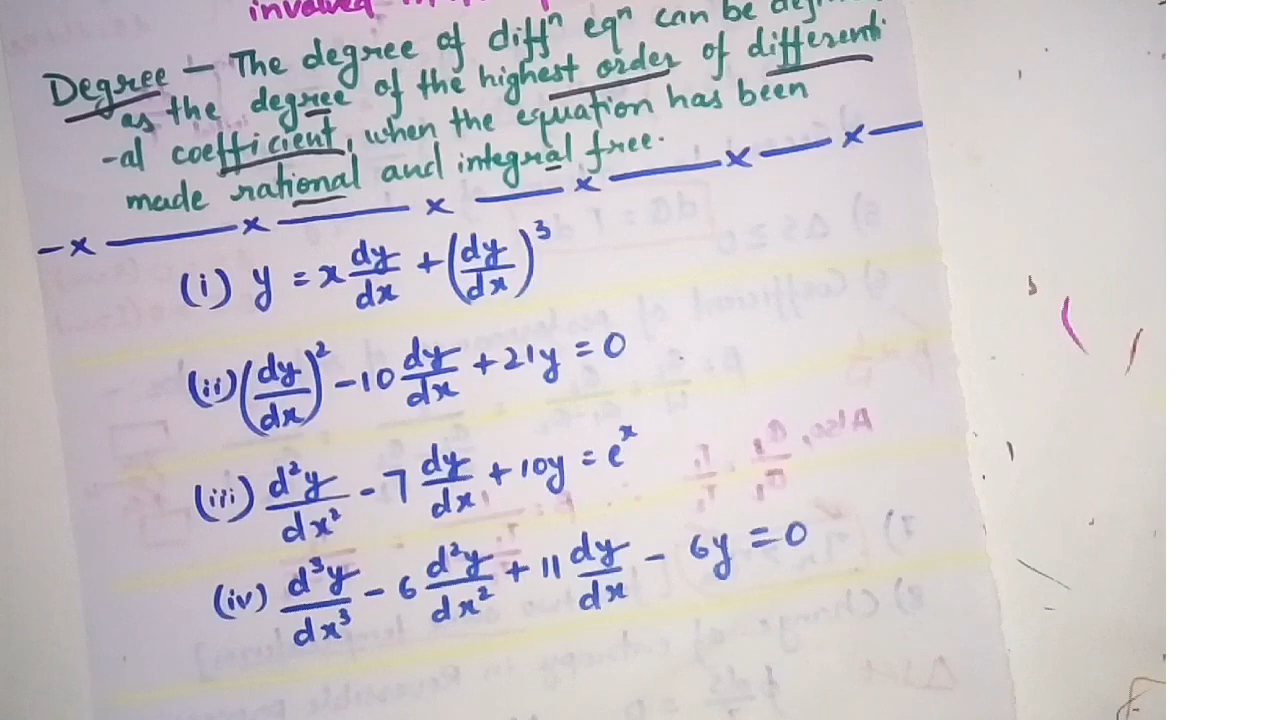 involved
Degree – The degree of diffⁿ eqⁿ can be
as the degree of the highest order of differenti
-al coefficient, when the equation has been
made rational and integral free.
(i) y = x dy/dx + (dy/dx)³
(ii) (dy/dx)² - 10 dy/dx + 21y = 0
(iii) d²y/dx² - 7 dy/dx + 10y = eˣ
(iv) d³y/dx³ - 6 d²y/dx² + 11 dy/dx - 6y = 0